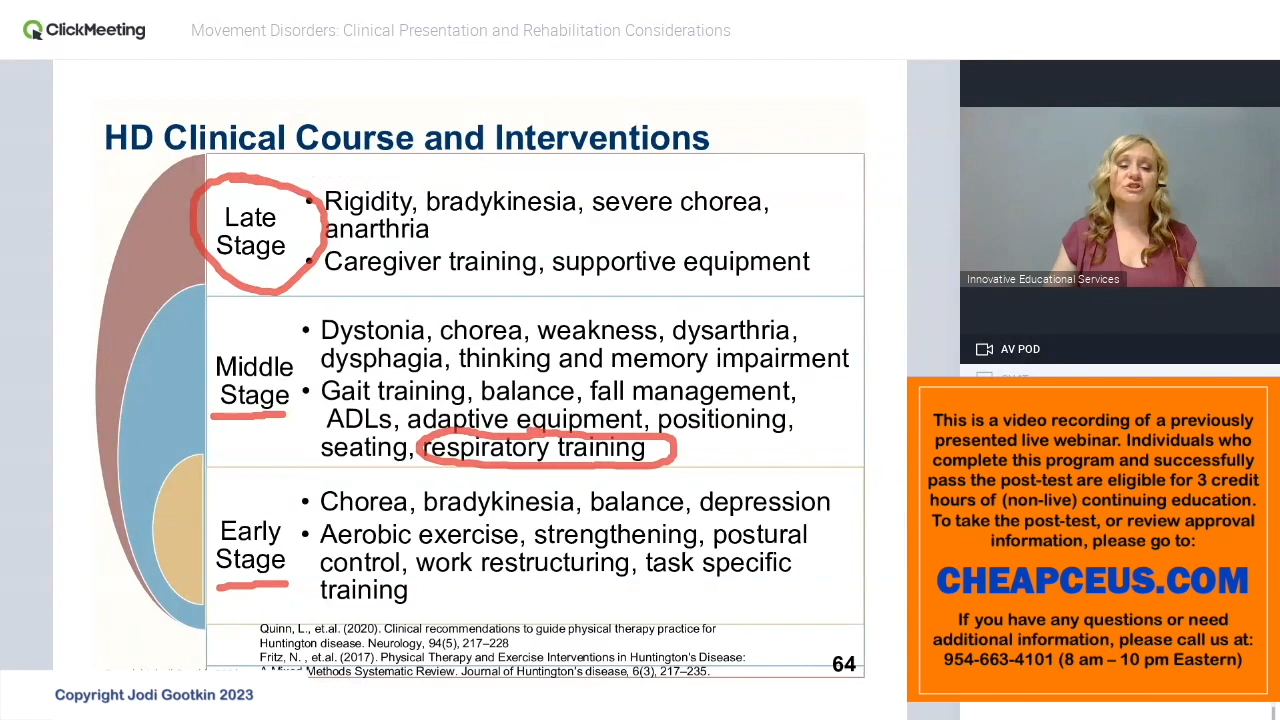 ClickMeeting
Movement Disorders: Clinical Presentation and Rehabilitation Considerations
HD Clinical Course and Interventions
Late
Stage
• Rigidity, bradykinesia, severe chorea,
anarthria
• Caregiver training, supportive equipment
Middle
Stage
• Dystonia, chorea, weakness, dysarthria,
dysphagia, thinking and memory impairment
• Gait training, balance, fall management,
ADLs, adaptive equipment, positioning,
seating, respiratory training
Early
Stage
• Chorea, bradykinesia, balance, depression
• Aerobic exercise, strengthening, postural
control, work restructuring, task specific
training
Quinn, L., et.al. (2020). Clinical recommendations to guide physical therapy practice for
Huntington disease. Neurology, 94(5), 217–228
Fritz, N. , et.al. (2017). Physical Therapy and Exercise Interventions in Huntington's Disease:
A Mixed Methods Systematic Review. Journal of Huntington's disease, 6(3), 217–235.
64
Copyright Jodi Gootkin 2023
Innovative Educational Services
AV POD
This is a video recording of a previously
presented live webinar. Individuals who
complete this program and successfully
pass the post-test are eligible for 3 credit
hours of (non-live) continuing education.
To take the post-test, or review approval
information, please go to:
CHEAPCEUS.COM
If you have any questions or need
additional information, please call us at:
954-663-4101 (8 am – 10 pm Eastern)